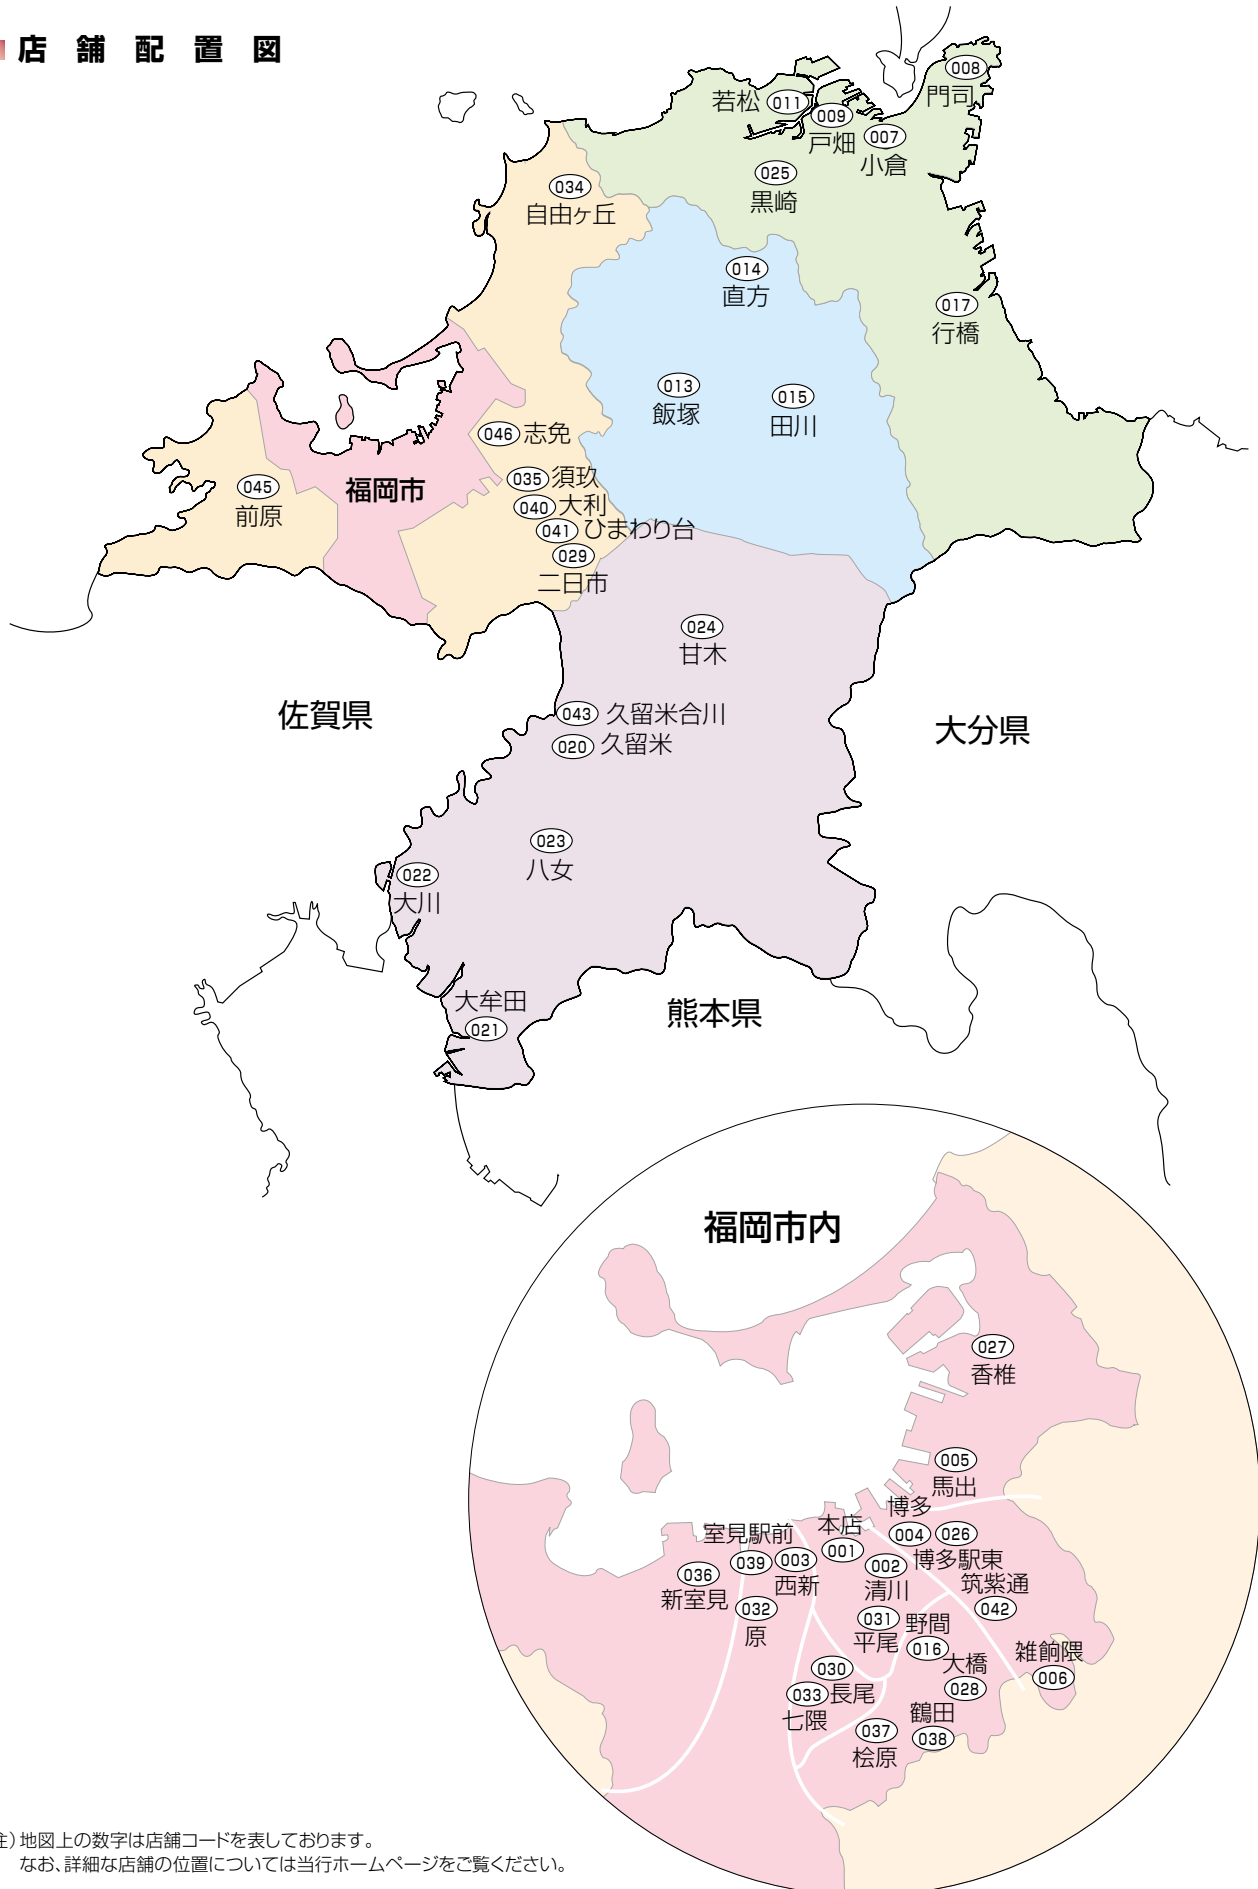 店舗配置図
008
門司
若松 011
009
戸畑
007
小倉
025
黒崎
034
自由ヶ丘
014
直方
017
行橋
013
飯塚
015
田川
046 志免
035 須玖
040 大利
041 ひまわり台
029
二日市
045
前原
福岡市
024
甘木
佐賀県
043 久留米合川
020 久留米
大分県
023
八女
022
大川
大牟田
021
熊本県
福岡市内
027
香椎
005
馬出
博多
004
026
博多駅東
本店
001
002
清川
室見駅前
039
003
西新
036
新室見
032
原
筑紫通
042
031
平尾
野間
016
大橋
028
雑餉隈
006
030
長尾
033
七隈
鶴田
038
037
桧原
注)地図上の数字は店舗コードを表しております。
なお、詳細な店舗の位置については当行ホームページをご覧ください。